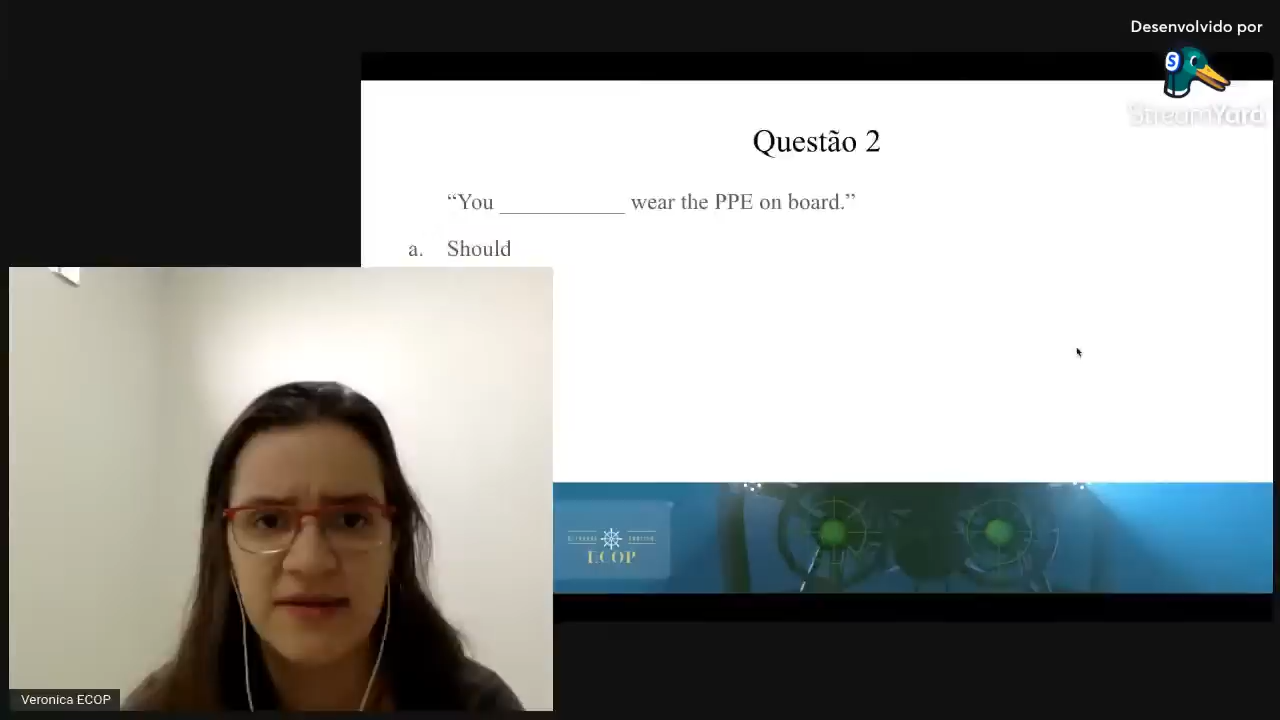 Desenvolvido por
StreamYard
Questão 2
“You ___________ wear the PPE on board.”
a. Should
ECOP
Veronica ECOP